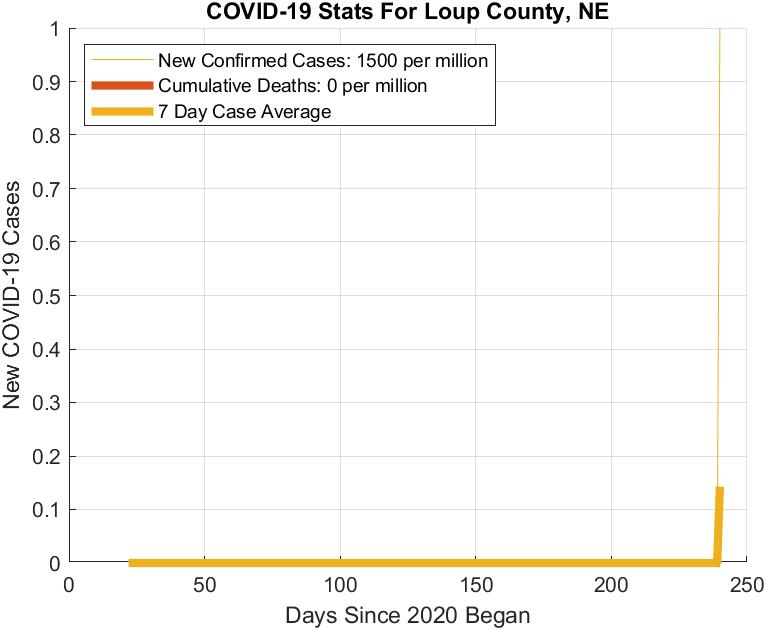 COVID-19 Stats For Loup County, NE
New Confirmed Cases: 1500 per million
Cumulative Deaths: 0 per million
7 Day Case Average
New COVID-19 Cases
1
0.9
0.8
0.7
0.6
0.5
0.4
0.3
0.2
0.1
0
0 50 100 150 200 250
Days Since 2020 Began